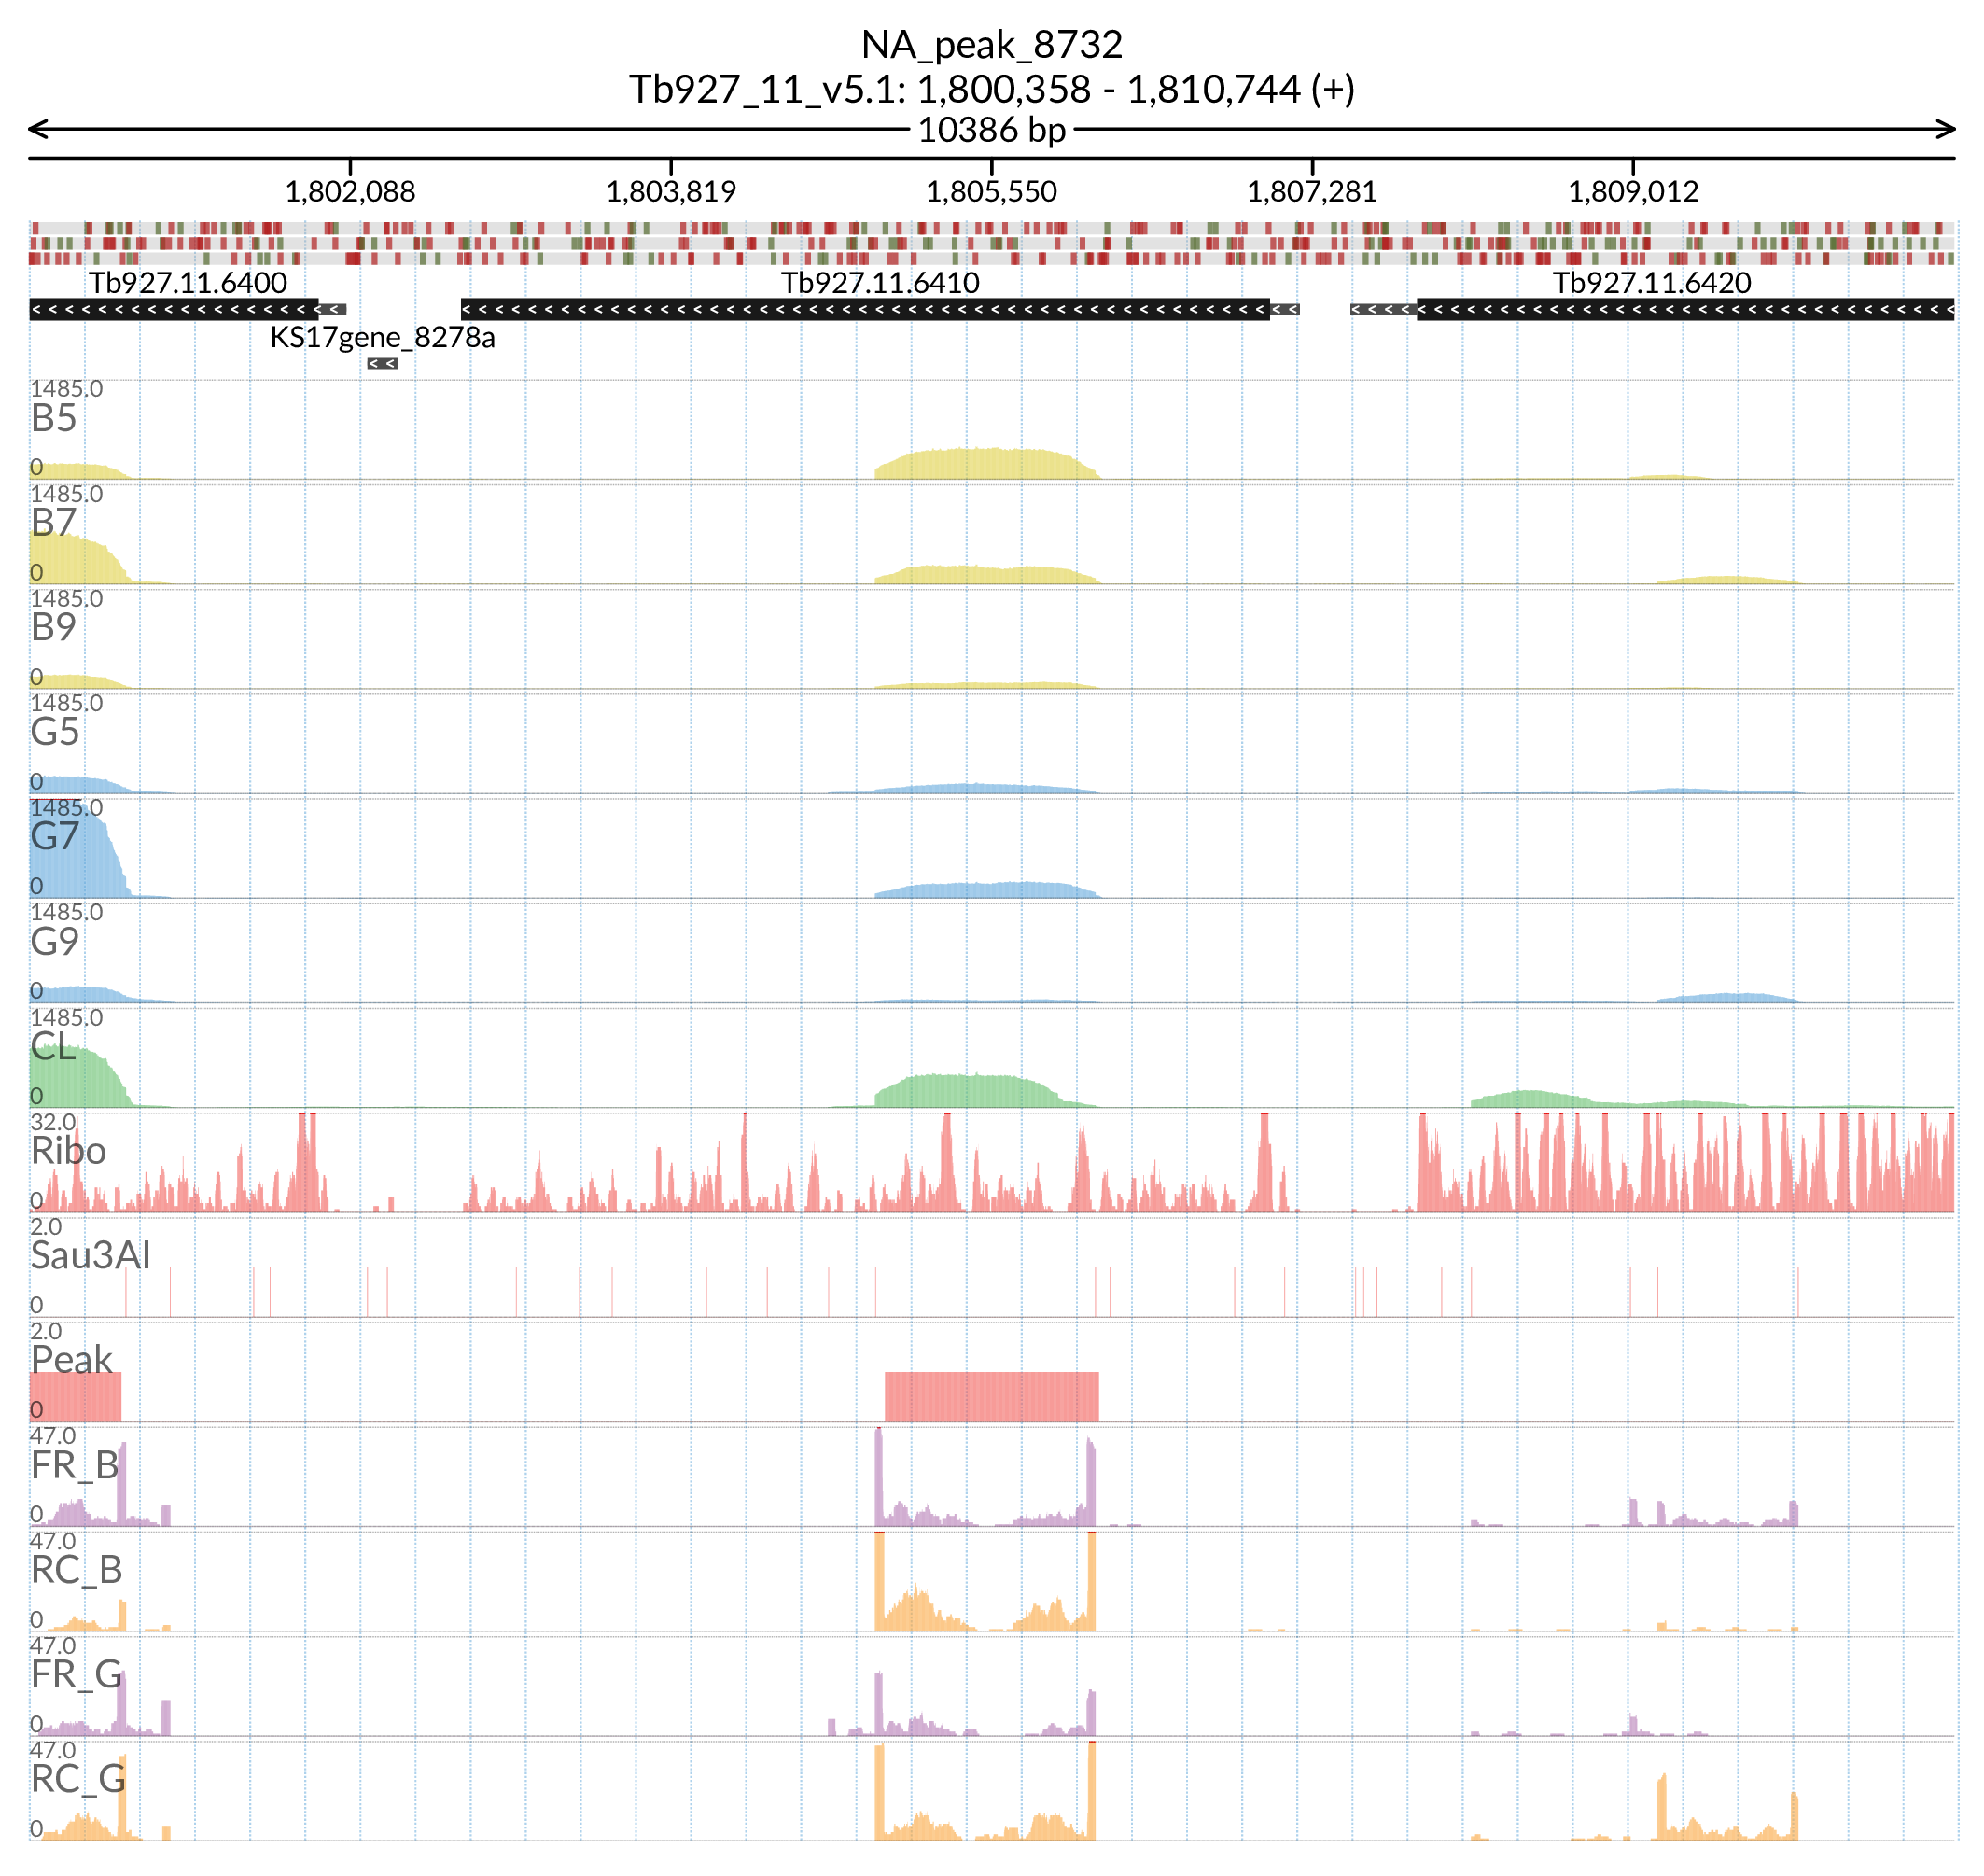 NA_peak_8732
Tb927_11_v5.1: 1,800,358 - 1,810,744 (+)
10386 bp
1,802,088 1,803,819 1,805,550 1,807,281 1,809,012
Tb927.11.6400 Tb927.11.6410 Tb927.11.6420
KS17gene_8278a
1485.0
B5
0
1485.0
B7
0
1485.0
B9
0
1485.0
G5
0
1485.0
G7
0
1485.0
G9
0
1485.0
CL
0
32.0
Ribo
0
2.0
Sau3AI
0
2.0
Peak
0
47.0
FR_B
0
47.0
RC_B
0
47.0
FR_G
0
47.0
RC_G
0